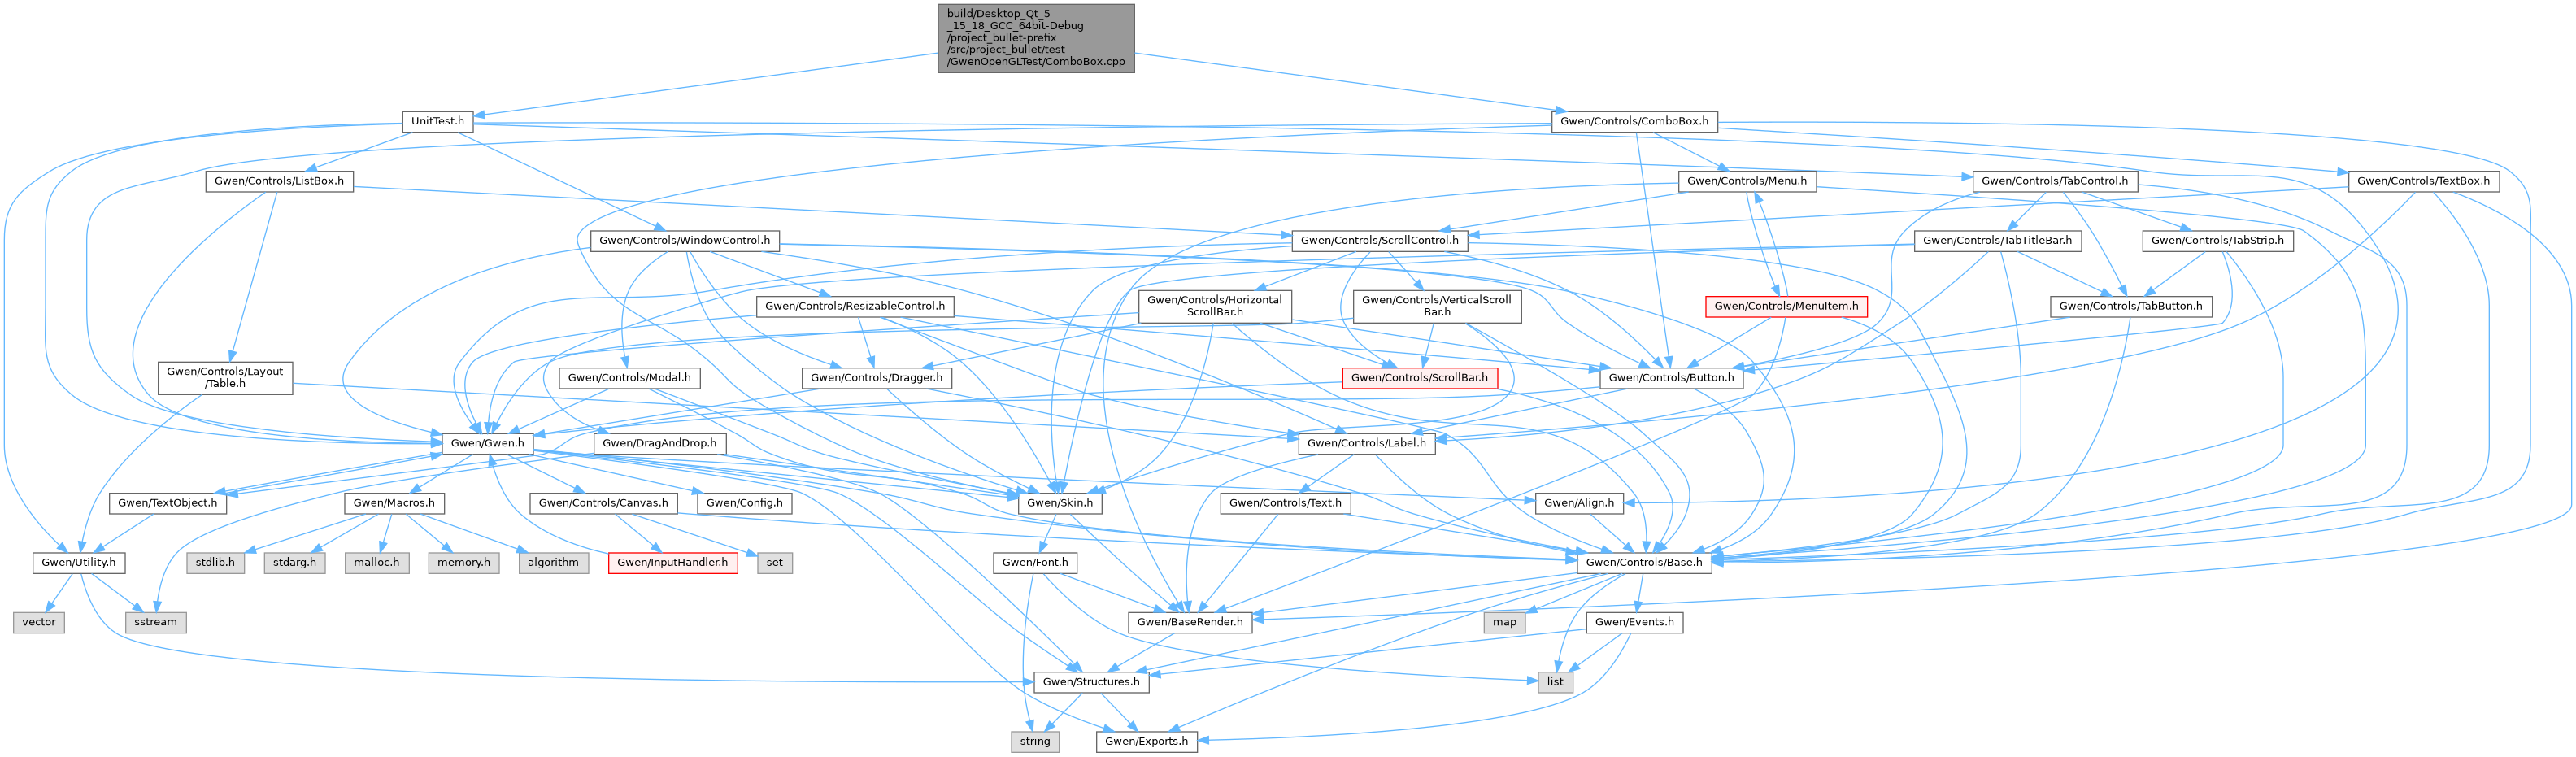 build/Desktop_Qt_5
_15_18_GCC_64bit-Debug
/project_bullet-prefix
/src/project_bullet/test
/GwenOpenGLTest/ComboBox.cpp
UnitTest.h
Gwen/Controls/ComboBox.h
Gwen/Controls/ListBox.h
Gwen/Controls/Menu.h
Gwen/Controls/TabControl.h
Gwen/Controls/TextBox.h
Gwen/Controls/WindowControl.h
Gwen/Controls/ScrollControl.h
Gwen/Controls/TabTitleBar.h
Gwen/Controls/TabStrip.h
Gwen/Controls/ResizableControl.h
Gwen/Controls/Horizontal
ScrollBar.h
Gwen/Controls/VerticalScroll
Bar.h
Gwen/Controls/MenuItem.h
Gwen/Controls/TabButton.h
Gwen/Controls/Layout
/Table.h
Gwen/Controls/Modal.h
Gwen/Controls/Dragger.h
Gwen/Controls/ScrollBar.h
Gwen/Controls/Button.h
Gwen/Gwen.h
Gwen/DragAndDrop.h
Gwen/Controls/Label.h
Gwen/TextObject.h
Gwen/Macros.h
Gwen/Controls/Canvas.h
Gwen/Config.h
Gwen/Skin.h
Gwen/Controls/Text.h
Gwen/Align.h
Gwen/Utility.h
stdlib.h
stdarg.h
malloc.h
memory.h
algorithm
Gwen/InputHandler.h
set
Gwen/Font.h
Gwen/Controls/Base.h
vector
sstream
Gwen/BaseRender.h
map
Gwen/Events.h
Gwen/Structures.h
list
string
Gwen/Exports.h